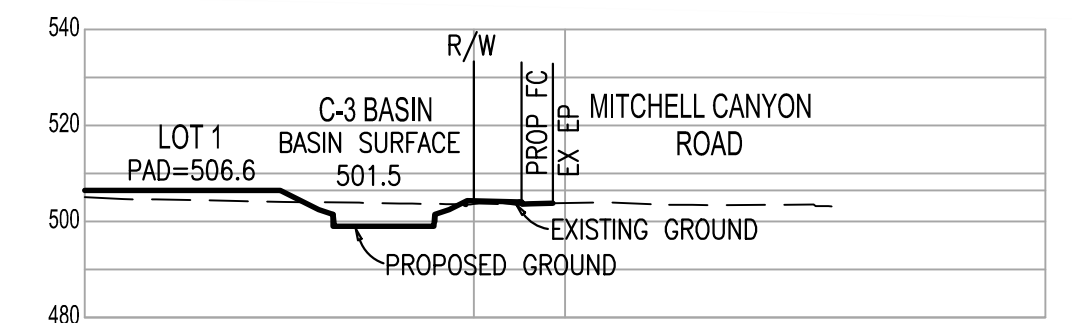 540
R/W
PROP FC
EX EP
MITCHELL CANYON
ROAD
C-3 BASIN
BASIN SURFACE
501.5
520
LOT 1
PAD=506.6
500
EXISTING GROUND
PROPOSED GROUND
480